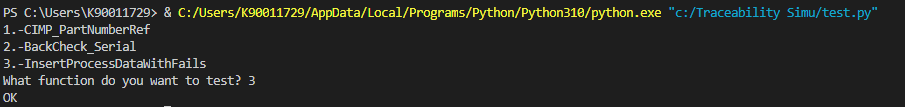 PS C:\Users\K90011729> & C:/Users/K90011729/AppData/Local/Programs/Python/Python310/python.exe "c:/Traceability Simu/test.py"
1.-CIMP_PartNumberRef
2.-BackCheck_Serial
3.-InsertProcessDataWithFails
What function do you want to test? 3
OK